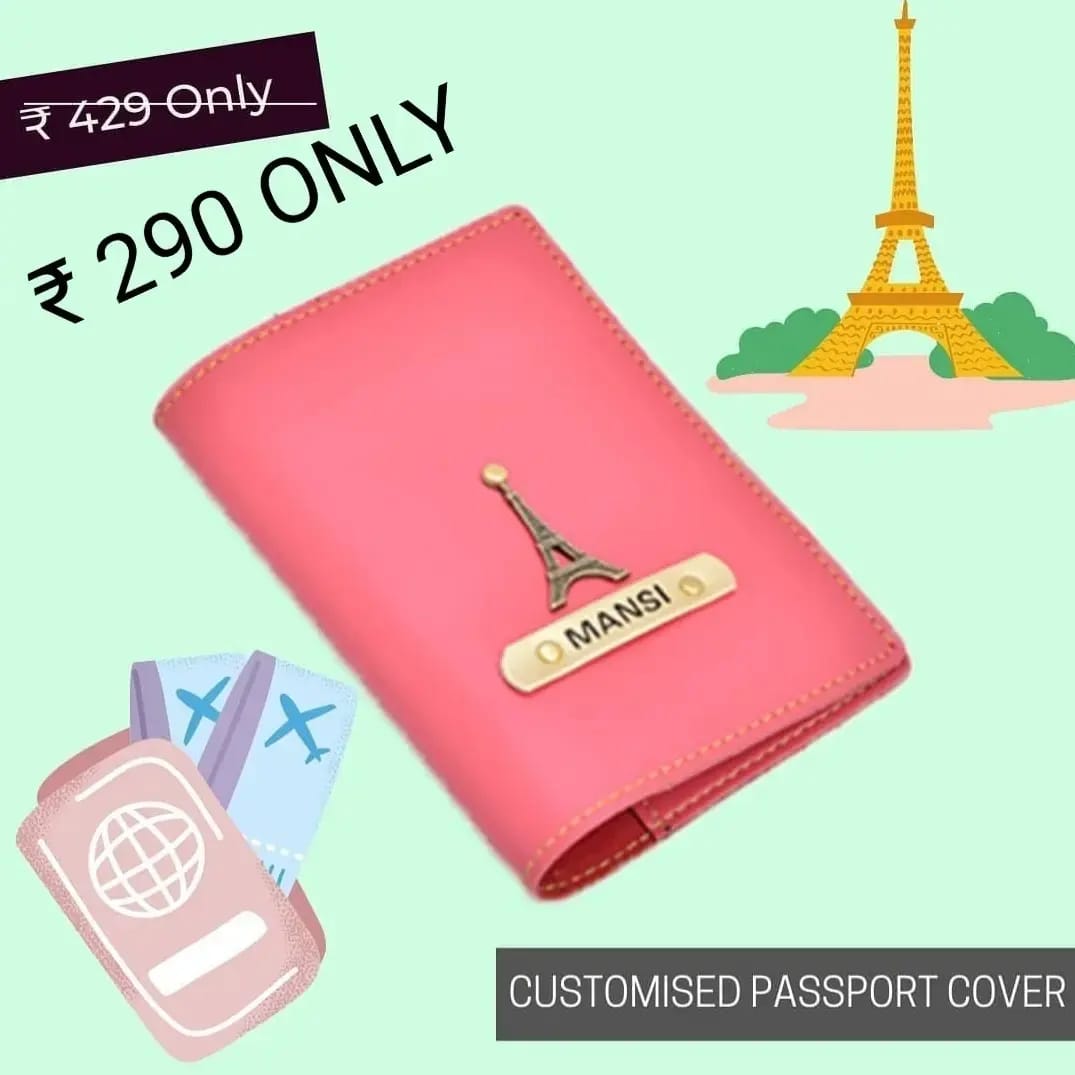 ₹ 429 Only
₹ 290 ONLY
MANSI
CUSTOMISED PASSPORT COVER